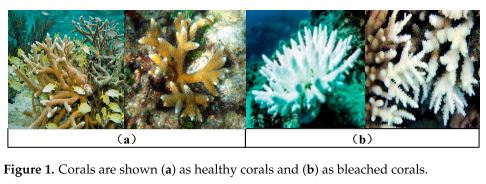 (a) (b)
Figure 1. Corals are shown (a) as healthy corals and (b) as bleached corals.